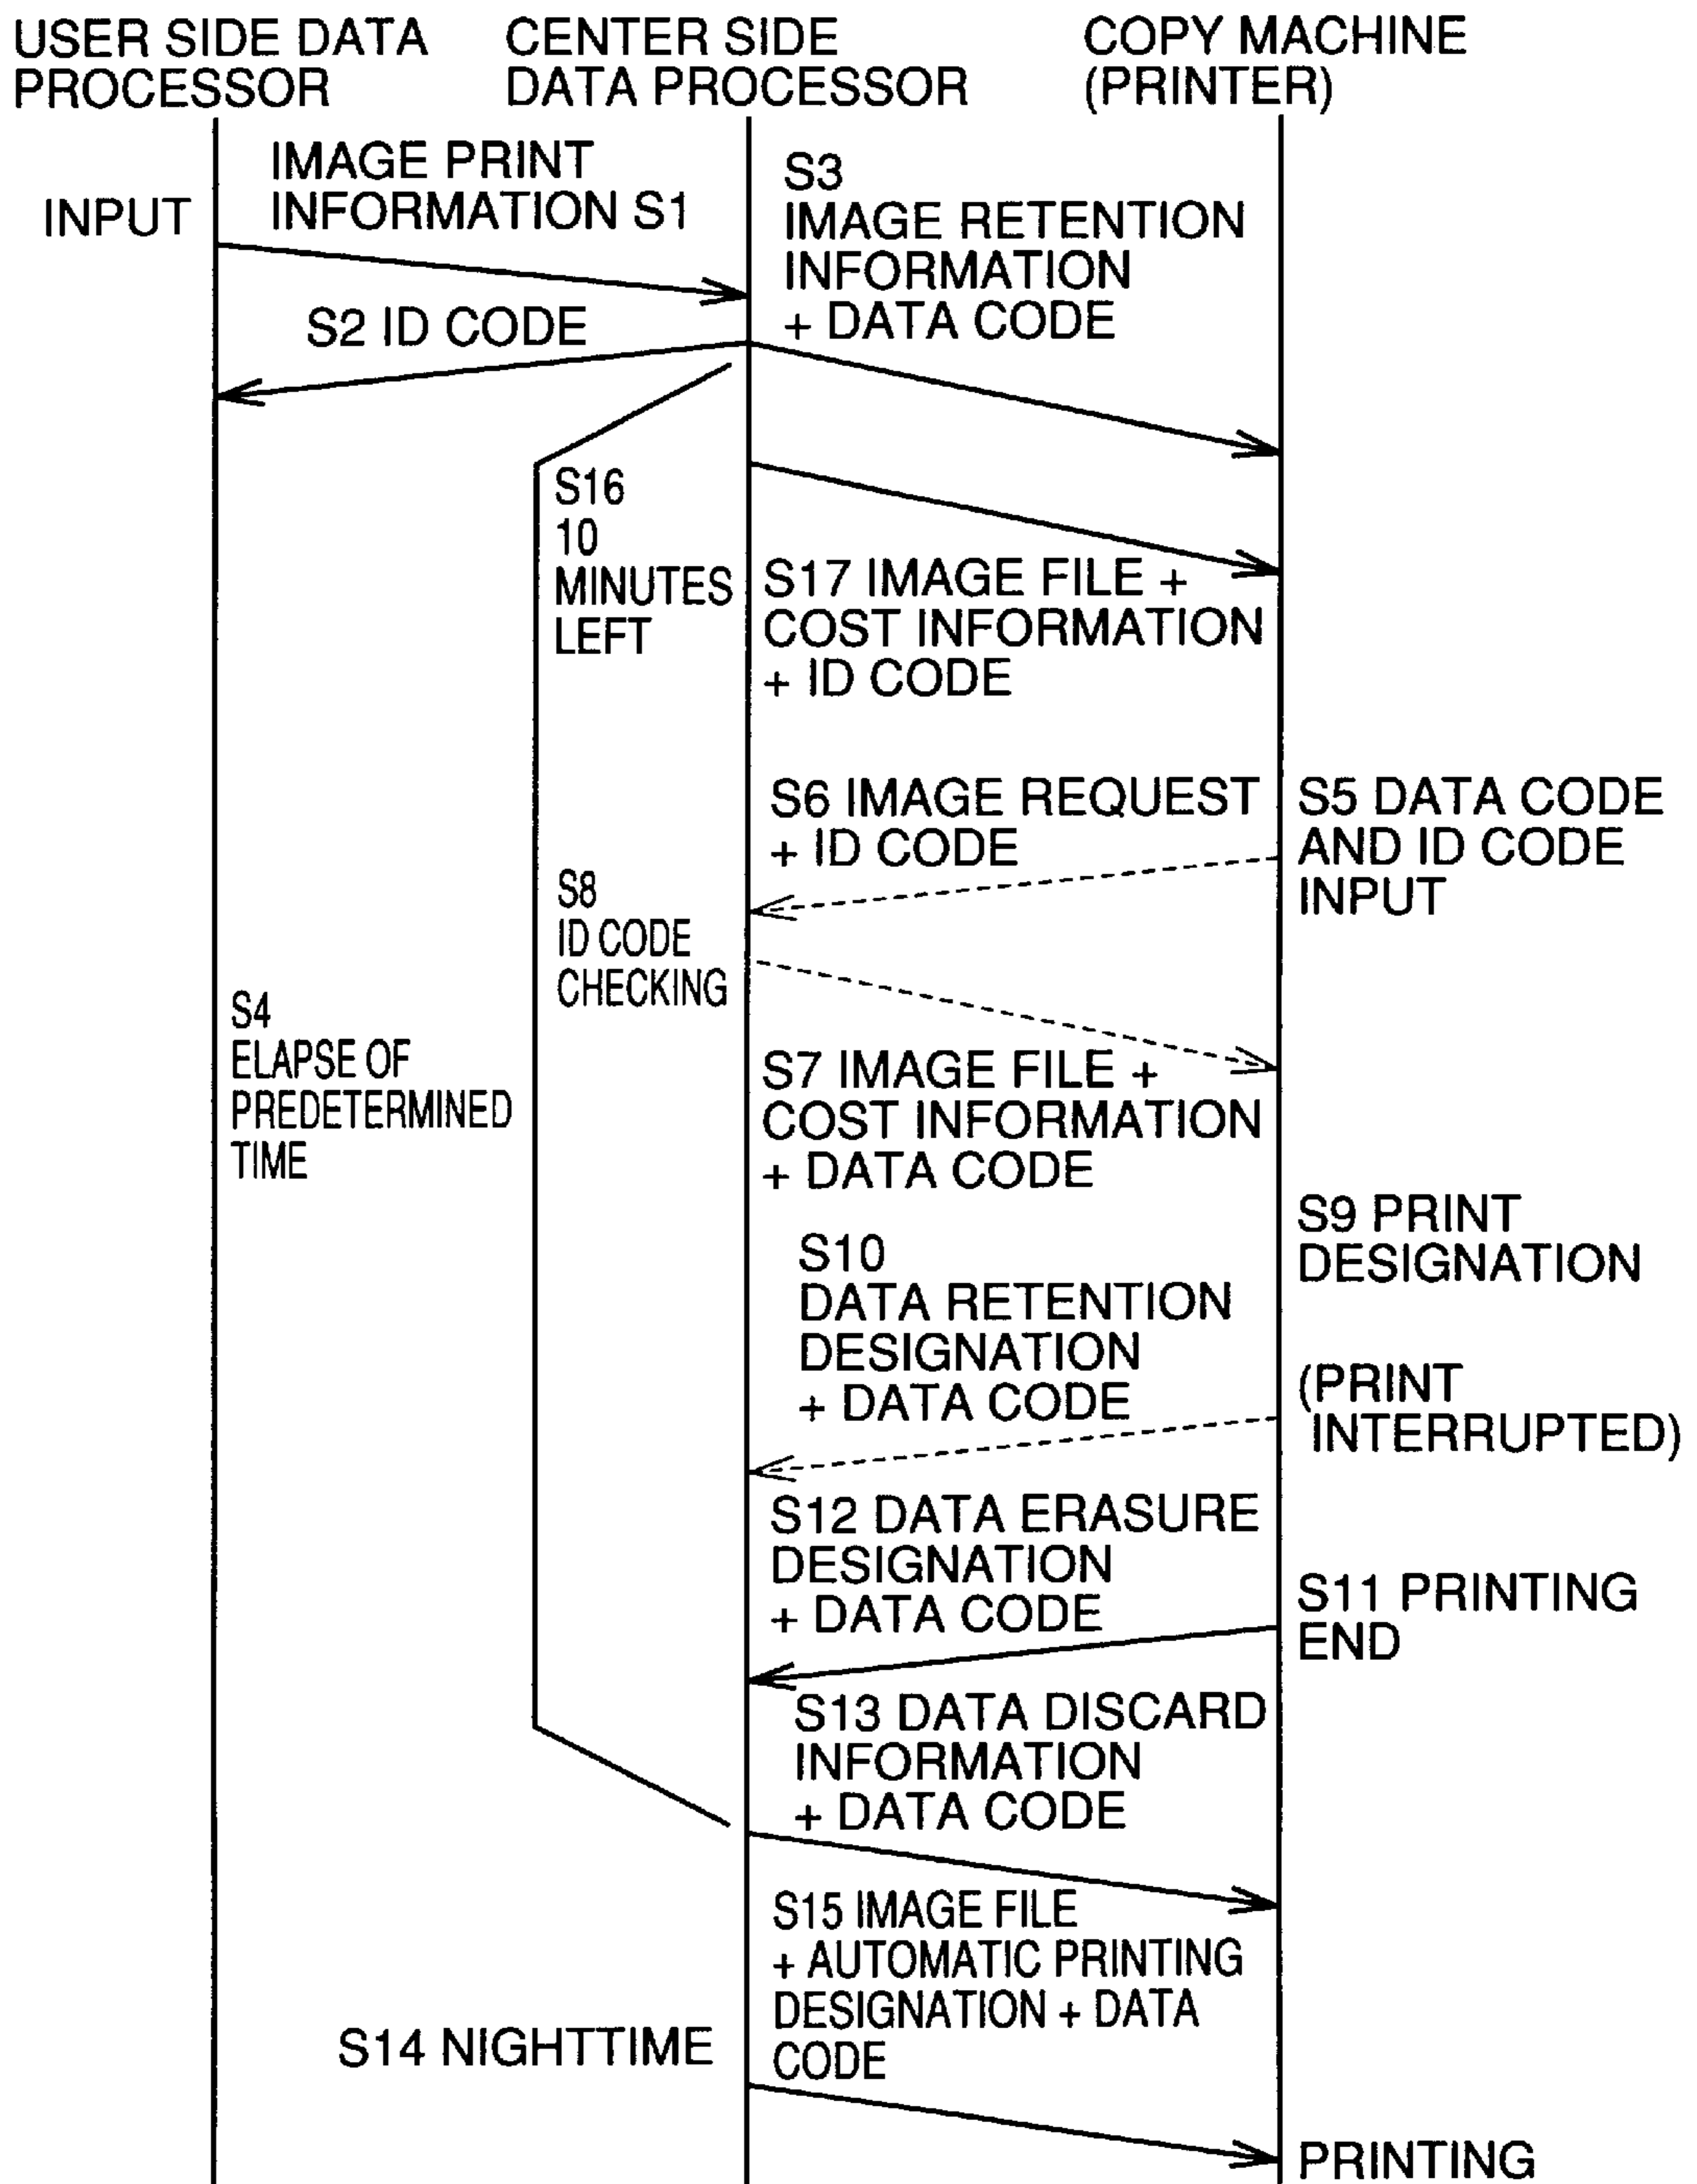 USER SIDE DATA
PROCESSOR
CENTER SIDE
DATA PROCESSOR
COPY MACHINE
(PRINTER)
INPUT
IMAGE PRINT
INFORMATION S1
S3
IMAGE RETENTION
INFORMATION
+ DATA CODE
S2 ID CODE
S16
10
MINUTES
LEFT
S17 IMAGE FILE +
COST INFORMATION
+ ID CODE
S6 IMAGE REQUEST
+ ID CODE
S5 DATA CODE
AND ID CODE
INPUT
S8
ID CODE
CHECKING
S4
ELAPSE OF
PREDETERMINED
TIME
S7 IMAGE FILE +
COST INFORMATION
+ DATA CODE
S9 PRINT
DESIGNATION
S10
DATA RETENTION
DESIGNATION
+ DATA CODE
(PRINT
INTERRUPTED)
S12 DATA ERASURE
DESIGNATION
+ DATA CODE
S11 PRINTING
END
S13 DATA DISCARD
INFORMATION
+ DATA CODE
S15 IMAGE FILE
+ AUTOMATIC PRINTING
DESIGNATION + DATA
CODE
S14 NIGHTTIME
PRINTING